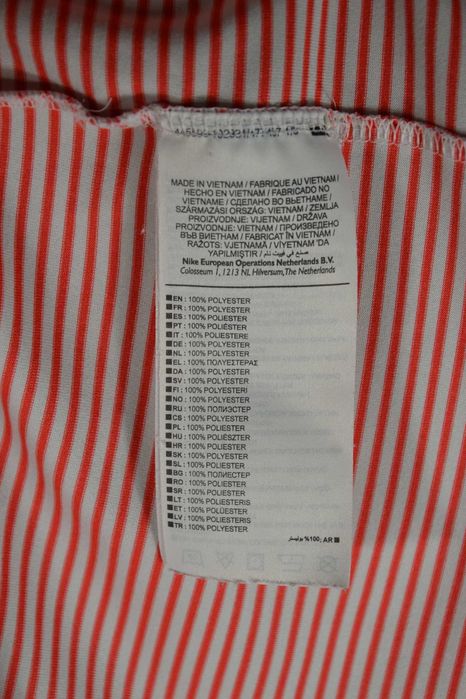 MADE IN VIETNAM / FABRIQUE AU VIETNAM /
HECHO EN VIETNAM / FABRICADO NO
VIETNAME / СДЕЛАНО ВО ВЬЕТНАМЕ /
SZÁRMAZÁSI ORSZÁG: VIETNAM / ZEMLJA
PROIZVODNJE: VIJETNAM / DRŽAVA
PROIZVODNJE: VIETNAM / ПРОИЗВЕДЕНО
ВЪВ ВИЕТНАМ / FABRICAT ÎN VIETNAM /
RAŽOTS: VJETNAMĀ / VİYETNAM 'DA
YAPILMIŞTIR / صنع في فييت نام
Nike European Operations Netherlands B.V.
Colosseum 1, 1213 NL Hilversum, The Netherlands
EN: 100% POLYESTER
FR: 100% POLYESTER
ES: 100% POLIESTER
PT: 100% POLIÉSTER
IT: 100% POLIESTERE
DE: 100% POLYESTER
NL: 100% POLYESTER
EL: 100% ΠΟΛΥΕΣΤΕΡΑΣ
DA: 100% POLYESTER
SV: 100% POLYESTER
FI: 100% POLYESTERI
NO: 100% POLYESTER
RU: 100% ПОЛИЭСТЕР
CS: 100% POLYESTER
PL: 100% POLIESTER
HU: 100% POLIÉSZTER
HR: 100% POLIESTER
SK: 100% POLYESTER
SL: 100% POLIESTER
BG: 100% ПОЛИЕСТЕР
RO: 100% POLIESTER
SR: 100% POLIESTER
LT: 100% POLIESTERIS
ET: 100% POLÜESTER
LV: 100% POLIESTERIS
TR: 100% POLYESTER
AR: 100% بوليستر